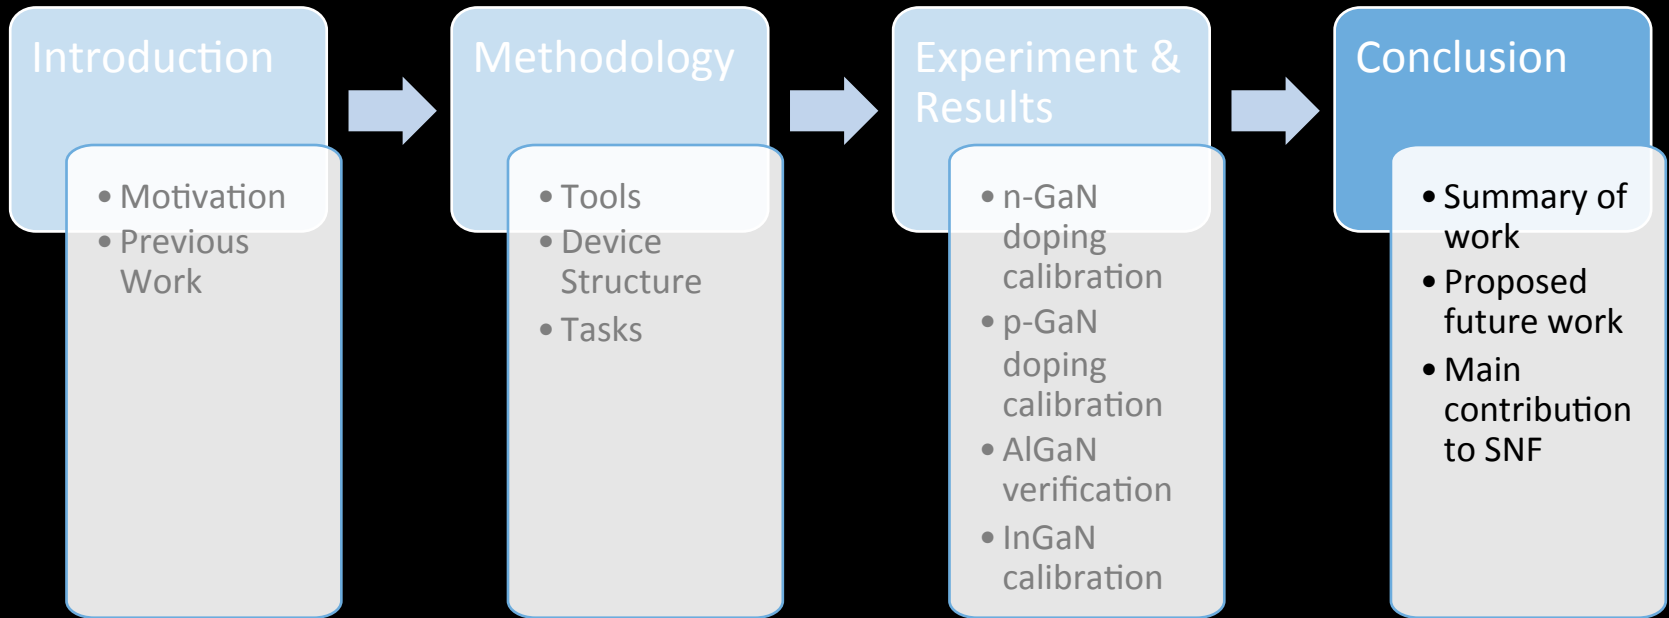 Introduction
• Motivation
• Previous
Work
Methodology
• Tools
• Device
Structure
• Tasks
Experiment &
Results
• n-GaN
doping
calibration
• p-GaN
doping
calibration
• AlGaN
verification
• InGaN
calibration
Conclusion
• Summary of
work
• Proposed
future work
• Main
contribution
to SNF